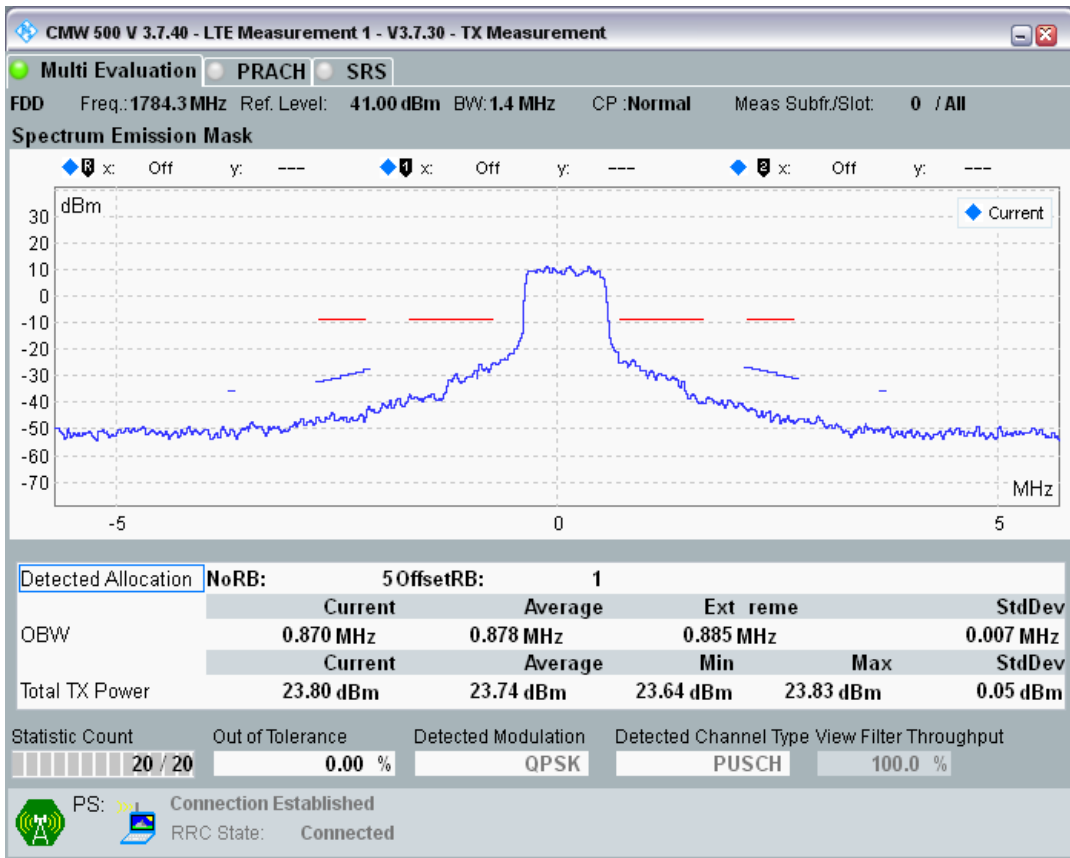 CMW 500 V 3.7.40 - LTE Measurement 1 - V3.7.30 - TX Measurement
Multi Evaluation PRACH SRS
FDD Freq.: 1784.3 MHz Ref. Level: 41.00 dBm BW: 1.4 MHz CP :Normal Meas Subfr./Slot: 0 / All
Spectrum Emission Mask
R x: Off y: --- 1 x: Off y: --- 2 x: Off y: ---
dBm
Current
30
20
10
0
-10
-20
-30
-40
-50
-60
-70
MHz
-5 0 5
Detected Allocation NoRB: 5 OffsetRB: 1
Current Average Ext reme StdDev
OBW 0.870 MHz 0.878 MHz 0.885 MHz 0.007 MHz
Current Average Min Max StdDev
Total TX Power 23.80 dBm 23.74 dBm 23.64 dBm 23.83 dBm 0.05 dBm
Statistic Count Out of Tolerance Detected Modulation Detected Channel Type View Filter Throughput
20 / 20 0.00 % QPSK PUSCH 100.0 %
PS: Connection Established
RRC State: Connected